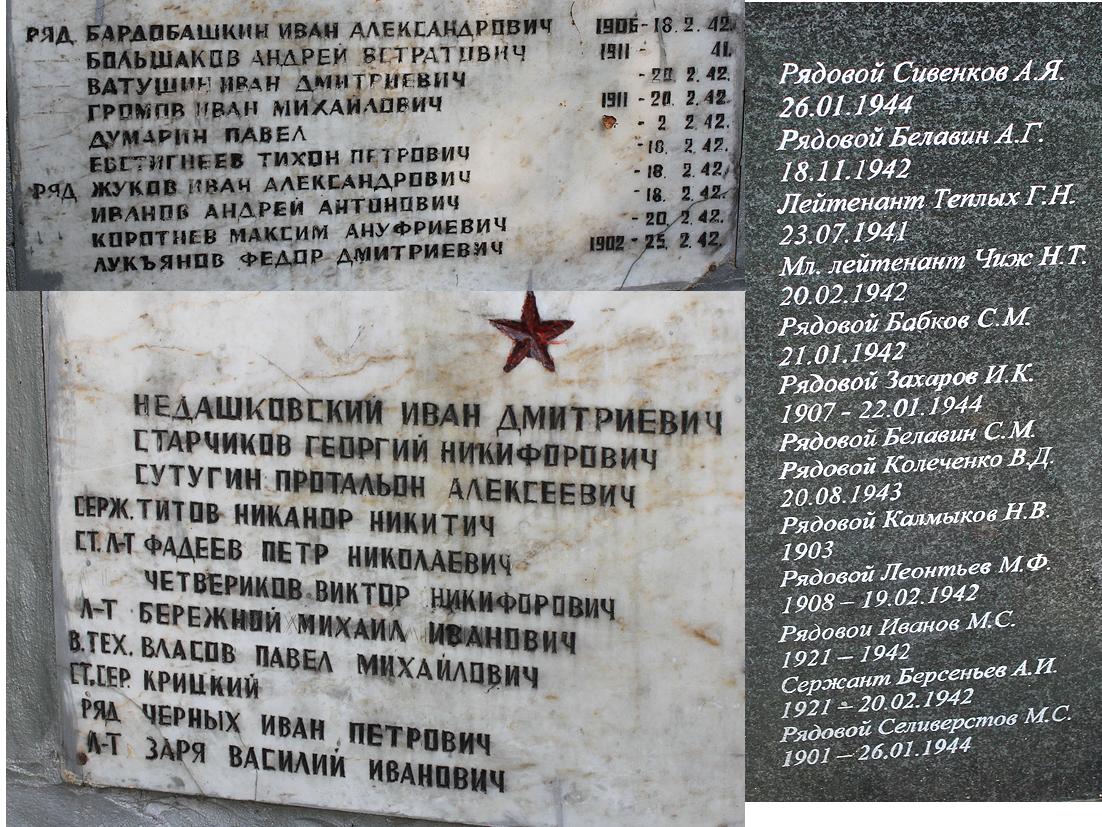 РЯД. БАРДОБАШКИН ИВАН АЛЕКСАНДРОВИЧ 1906-18.2.42.
БОЛЬШАКОВ АНДРЕЙ ЕВСТРАТОВИЧ 1911 - 41.
ВАТУШИН ИВАН ДМИТРИЕВИЧ -20. 2.42.
ГРОМОВ ИВАН МИХАЙЛОВИЧ 1911 -20. 2.42.
ДУМАРИН ПАВЕЛ - 2 2.42.
ЕВСТИГНЕЕВ ТИХОН ПЕТРОВИЧ -18. 2.42.
РЯД ЖУКОВ ИВАН АЛЕКСАНДРОВИЧ -18. 2.42.
ИВАНОВ АНДРЕЙ АНТОНОВИЧ -18. 2.42.
КОРОТНЕВ МАКСИМ АНУФРИЕВИЧ -20. 2.42.
ЛУКЪЯНОВ ФЕДОР ДМИТРИЕВИЧ 1902 -25. 2.42.
НЕДАШКОВСКИЙ ИВАН ДМИТРИЕВИЧ
СТАРЧИКОВ ГЕОРГИЙ НИКИФОРОВИЧ
СУТУГИН ПРОТАЛЬОН АЛЕКСЕЕВИЧ
СЕРЖ. ТИТОВ НИКАНОР НИКИТИЧ
СТ. Л-Т ФАДЕЕВ ПЕТР НИКОЛАЕВИЧ
ЧЕТВЕРИКОВ ВИКТОР НИКИФОРОВИЧ
Л-Т БЕРЕЖНОЙ МИХАИЛ ИВАНОВИЧ
В.ТЕХ. ВЛАСОВ ПАВЕЛ МИХАЙЛОВИЧ
СТ.СЕР. КРИЦКИЙ
РЯД ЧЕРНЫХ ИВАН ПЕТРОВИЧ
Л-Т ЗАРЯ ВАСИЛИЙ ИВАНОВИЧ
Рядовой Сивенков А.Я.
26.01.1944
Рядовой Белавин А.Г.
18.11.1942
Лейтенант Теплых Г.Н.
23.07.1941
Мл. лейтенант Чиж Н.Т.
20.02.1942
Рядовой Бабков С.М.
21.01.1942
Рядовой Захаров И.К.
1907 - 22.01.1944
Рядовой Белавин С.М.
Рядовой Колеченко В.Д.
20.08.1943
Рядовой Калмыков Н.В.
1903
Рядовой Леонтьев М.Ф.
1908 – 19.02.1942
Рядовои Иванов М.С.
1921 – 1942
Сержант Берсеньев А.И.
1921 – 20.02.1942
Рядовой Селиверстов М.С.
1901 – 26.01.1944